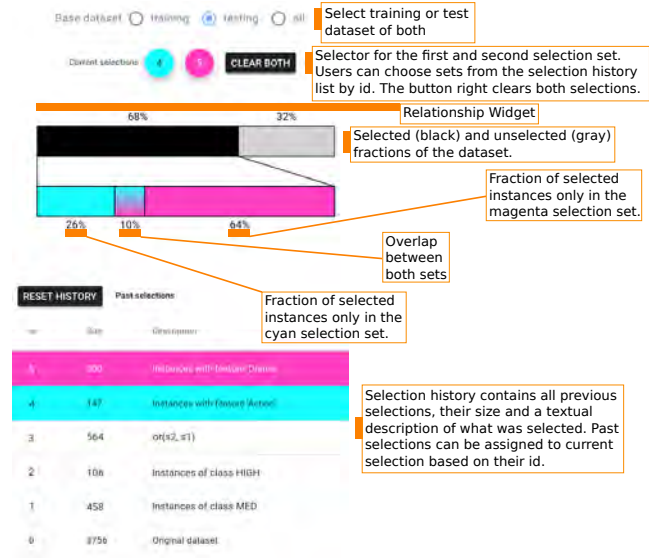 Base dataset training testing all
Select training or test
dataset of both
Current selections 4 5 CLEAR BOTH
Selector for the first and second selection set.
Users can choose sets from the selection history
list by id. The button right clears both selections.
Relationship Widget
68% 32%
Selected (black) and unselected (gray)
fractions of the dataset.
Fraction of selected
instances only in the
magenta selection set.
26% 10% 64%
Overlap
between
both sets
Fraction of selected
instances only in the
cyan selection set.
RESET HISTORY Past selections
Size Description
5 300 Instances with feature 'Drama'
4 147 Instances with feature 'Action'
3 564 or(s2, s1)
2 106 Instances of class HIGH
1 458 Instances of class MED
0 3756 Original dataset
Selection history contains all previous
selections, their size and a textual
description of what was selected. Past
selections can be assigned to current
selection based on their id.